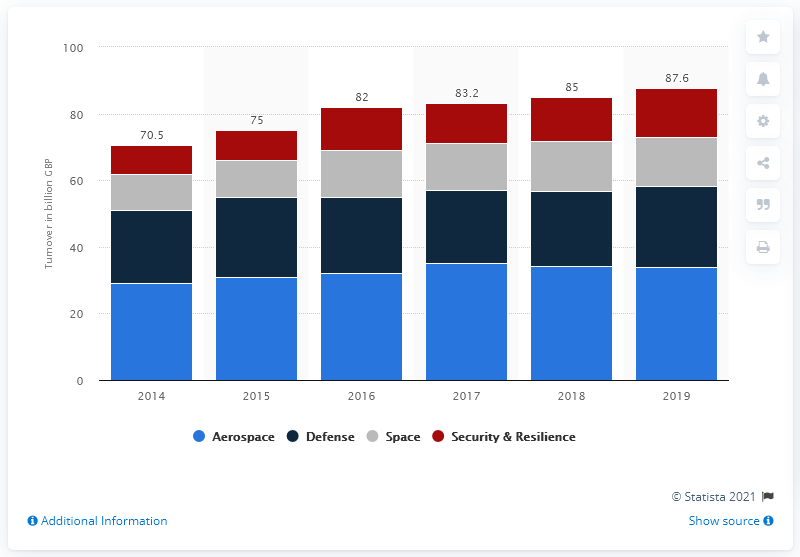 100
80
60
40
20
0
Turnover in billion GBP
70.5
75
82
83.2
85
87.6
2014 2015 2016 2017 2018 2019
Aerospace Defense Space Security & Resilience
© Statista 2021
Additional Information Show source